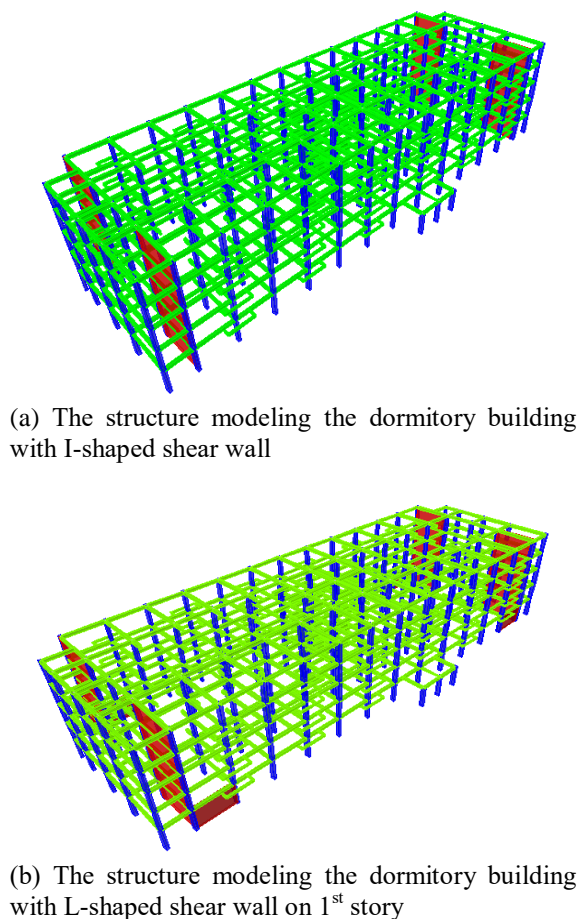 (a) The structure modeling the dormitory building
with I-shaped shear wall
(b) The structure modeling the dormitory building
with L-shaped shear wall on 1st story